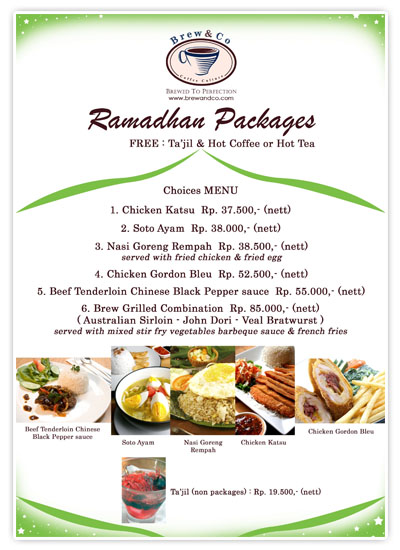 Brew & Co
Coffee Culture
BREWED TO PERFECTION
www.brewandco.com
Ramadhan Packages
FREE : Ta'jil & Hot Coffee or Hot Tea
Choices MENU
1. Chicken Katsu Rp. 37.500,- (nett)
2. Soto Ayam Rp. 38.000,- (nett)
3. Nasi Goreng Rempah Rp. 38.500,- (nett)
served with fried chicken & fried egg
4. Chicken Gordon Bleu Rp. 52.500,- (nett)
5. Beef Tenderloin Chinese Black Pepper sauce Rp. 55.000,- (nett)
6. Brew Grilled Combination Rp. 85.000,- (nett)
( Australian Sirloin - John Dori - Veal Bratwurst )
served with mixed stir fry vegetables barbeque sauce & french fries
Beef Tenderloin Chinese
Black Pepper sauce
Soto Ayam
Nasi Goreng
Rempah
Chicken Katsu
Chicken Gordon Bleu
Ta'jil (non packages) : Rp. 19.500,- (nett)